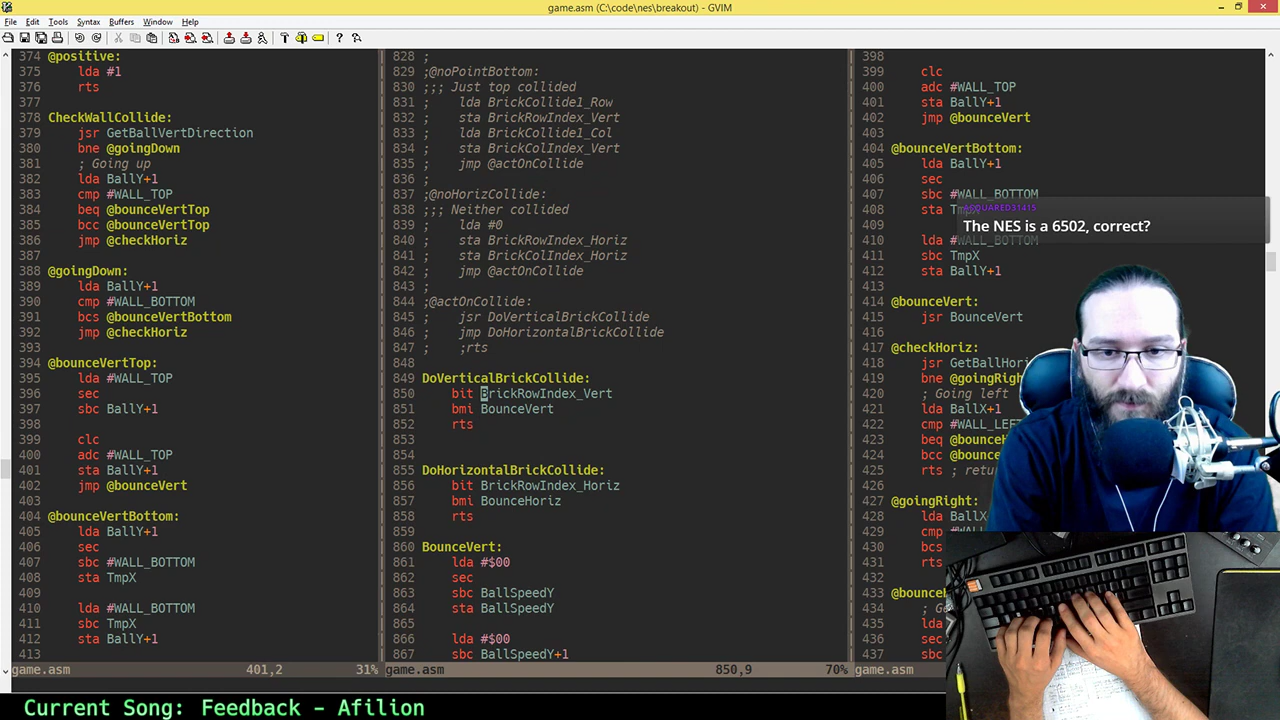 game.asm (C:\code\nes\breakout) - GVIM
File Edit Tools Syntax Buffers Window Help
374 @positive:
375 lda #1
376 rts
377
378 CheckWallCollide:
379 jsr GetBallVertDirection
380 bne @goingDown
381 ; Going up
382 lda BallY+1
383 cmp #WALL_TOP
384 beq @bounceVertTop
385 bcc @bounceVertTop
386 jmp @checkHoriz
387
388 @goingDown:
389 lda BallY+1
390 cmp #WALL_BOTTOM
391 bcs @bounceVertBottom
392 jmp @checkHoriz
393
394 @bounceVertTop:
395 lda #WALL_TOP
396 sec
397 sbc BallY+1
398
399 clc
400 adc #WALL_TOP
401 sta BallY+1
402 jmp @bounceVert
403
404 @bounceVertBottom:
405 lda BallY+1
406 sec
407 sbc #WALL_BOTTOM
408 sta TmpX
409
410 lda #WALL_BOTTOM
411 sbc TmpX
412 sta BallY+1
413
game.asm 401,2 31%
828 ;
829 ;@noPointBottom:
830 ;;; Just top collided
831 ; lda BrickCollide1_Row
832 ; sta BrickRowIndex_Vert
833 ; lda BrickCollide1_Col
834 ; sta BrickColIndex_Vert
835 ; jmp @actOnCollide
836 ;
837 ;@noHorizCollide:
838 ;;; Neither collided
839 ; lda #0
840 ; sta BrickRowIndex_Horiz
841 ; sta BrickColIndex_Horiz
842 ; jmp @actOnCollide
843 ;
844 ;@actOnCollide:
845 ; jsr DoVerticalBrickCollide
846 ; jmp DoHorizontalBrickCollide
847 ; ;rts
848
849 DoVerticalBrickCollide:
850 bit BrickRowIndex_Vert
851 bmi BounceVert
852 rts
853
854
855 DoHorizontalBrickCollide:
856 bit BrickRowIndex_Horiz
857 bmi BounceHoriz
858 rts
859
860 BounceVert:
861 lda #$00
862 sec
863 sbc BallSpeedY
864 sta BallSpeedY
865
866 lda #$00
867 sbc BallSpeedY+1
game.asm 850,9 70%
398
399 clc
400 adc #WALL_TOP
401 sta BallY+1
402 jmp @bounceVert
403
404 @bounceVertBottom:
405 lda BallY+1
406 sec
407 sbc #WALL_BOTTOM
408 sta TmpX
409
410 lda #WALL_BOTTOM
411 sbc TmpX
412 sta BallY+1
413
414 @bounceVert:
415 jsr BounceVert
416
417 @checkHoriz:
418 jsr GetBallHori
419 bne @goingRigh
420 ; Going left
421 lda BallX+1
422 cmp #WALL_LE
423 beq @bounce
424 bcc @bounce
425 rts ; retu
426
427 @goingRight:
428 lda BallX
429 cmp #W
430 bcs
431 rts
432
433 @bounce
434 ; G
435 lda
436 sec
437 sbc
game.asm
The NES is a 6502, correct?
Current Song: Feedback - Afilion